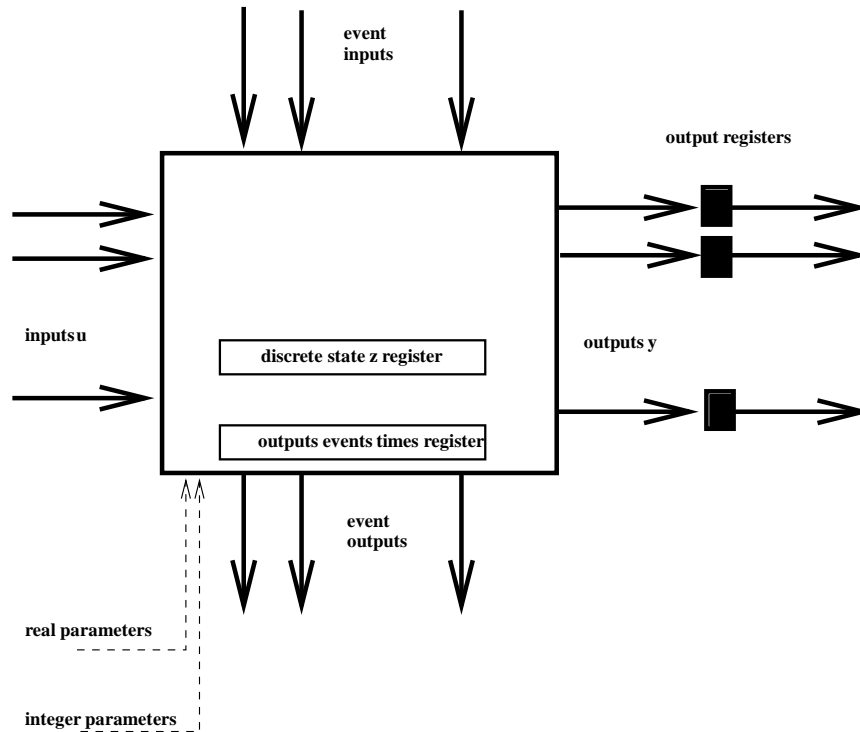 event
inputs
output registers
inputs u
discrete state z register
outputs y
outputs events times register
event
outputs
real parameters
integer parameters